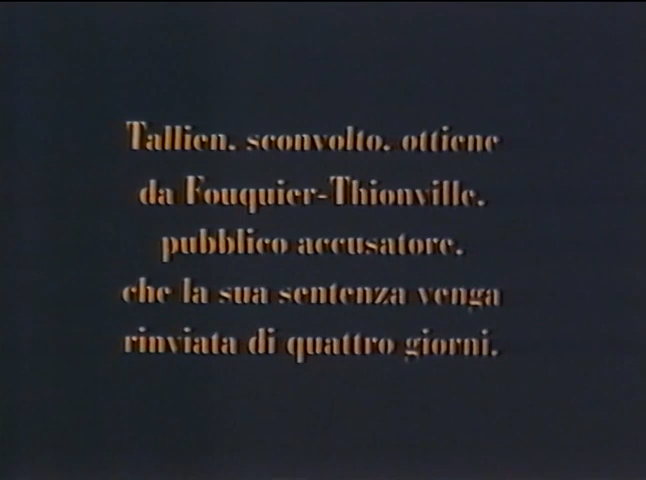 Tallien, sconvolto, ottiene
da Fouquier-Thionville,
pubblico accusatore,
che la sua sentenza venga
rinviata di quattro giorni.